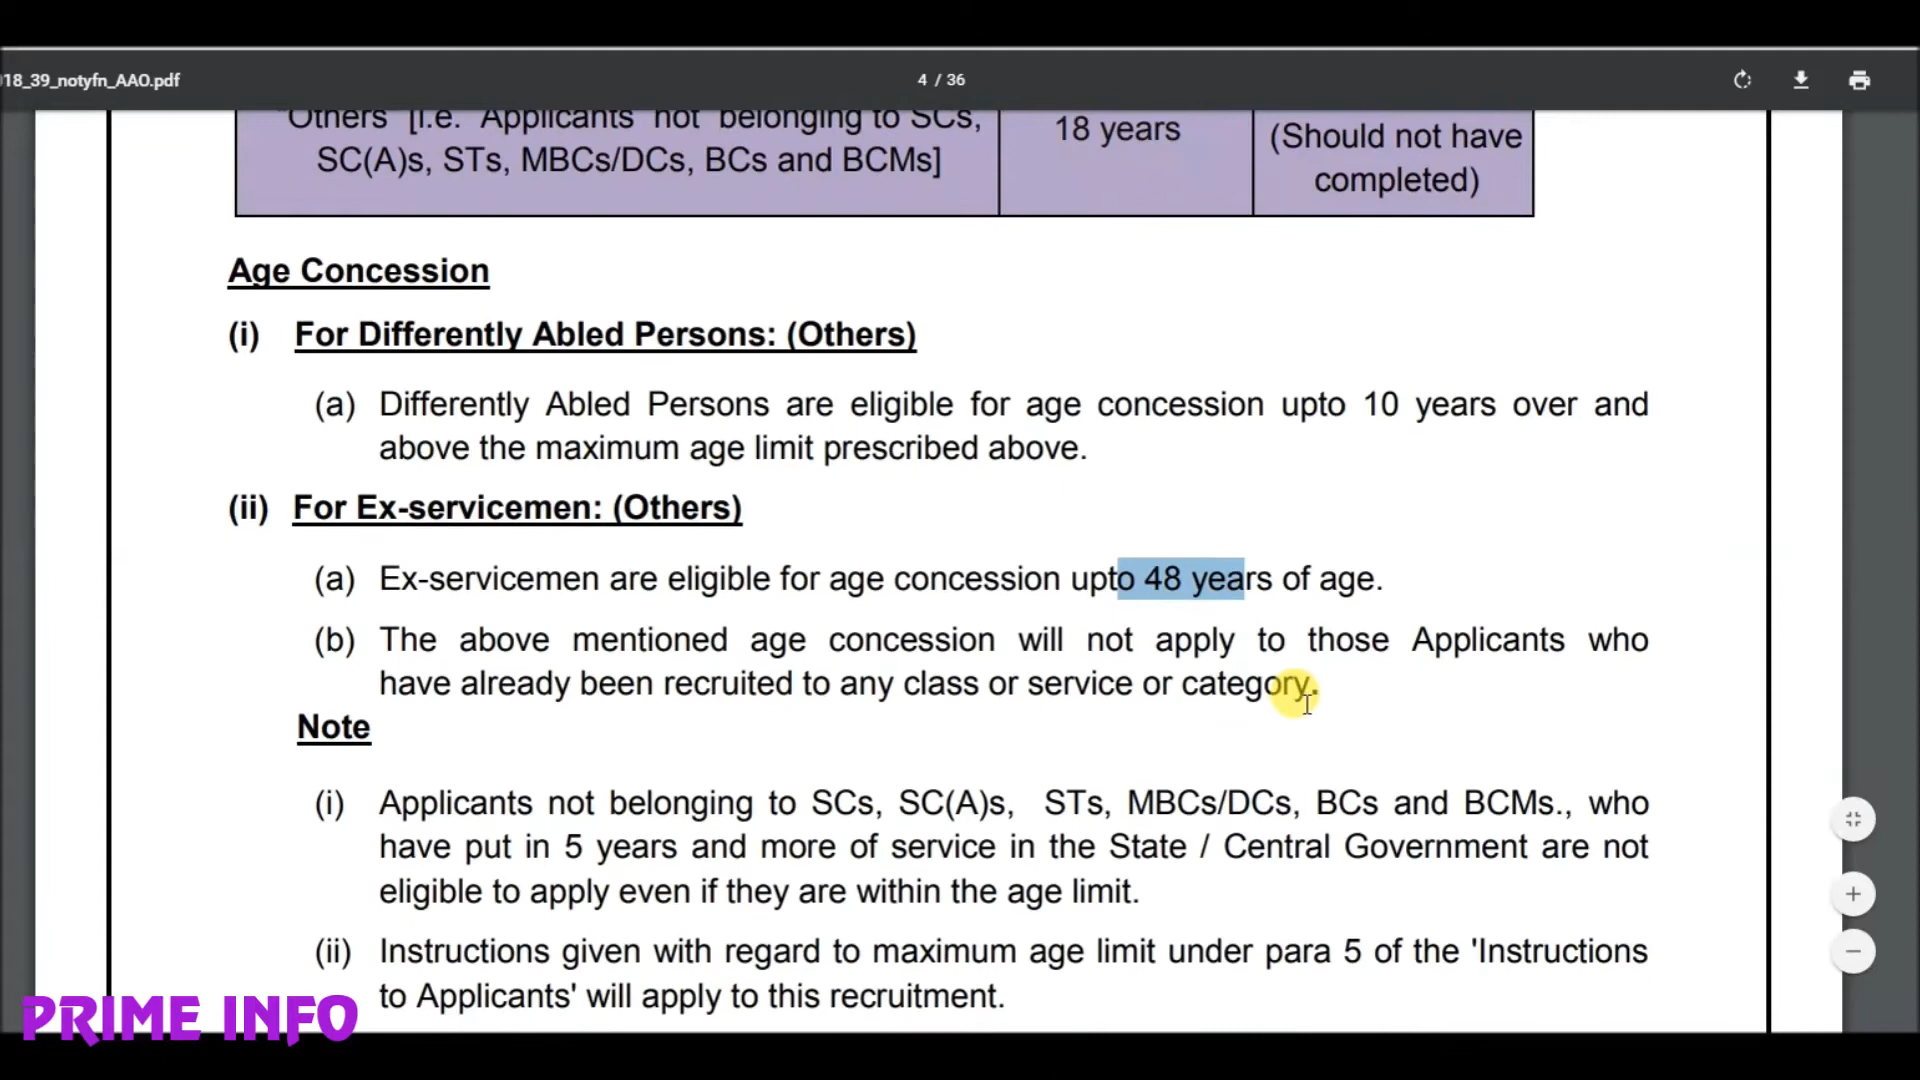 018_39_notyfn_AAO.pdf
4 / 36
"Others" [i.e. Applicants not belonging to SCs,
SC(A)s, STs, MBCs/DCs, BCs and BCMs]
18 years
(Should not have
completed)
Age Concession
(i) For Differently Abled Persons: (Others)
(a) Differently Abled Persons are eligible for age concession upto 10 years over and
above the maximum age limit prescribed above.
(ii) For Ex-servicemen: (Others)
(a) Ex-servicemen are eligible for age concession upto 48 years of age.
(b) The above mentioned age concession will not apply to those Applicants who
have already been recruited to any class or service or category.
Note
(i) Applicants not belonging to SCs, SC(A)s, STs, MBCs/DCs, BCs and BCMs., who
have put in 5 years and more of service in the State / Central Government are not
eligible to apply even if they are within the age limit.
(ii) Instructions given with regard to maximum age limit under para 5 of the 'Instructions
to Applicants' will apply to this recruitment.
PRIME INFO